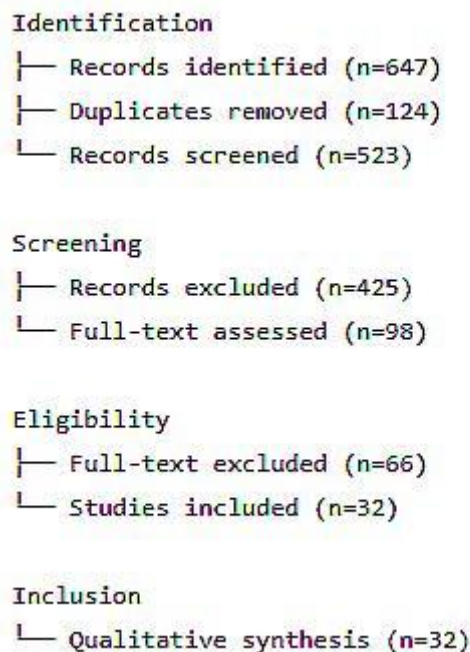 Identification
├── Records identified (n=647)
├── Duplicates removed (n=124)
└── Records screened (n=523)
Screening
├── Records excluded (n=425)
└── Full-text assessed (n=98)
Eligibility
├── Full-text excluded (n=66)
└── Studies included (n=32)
Inclusion
└── Qualitative synthesis (n=32)